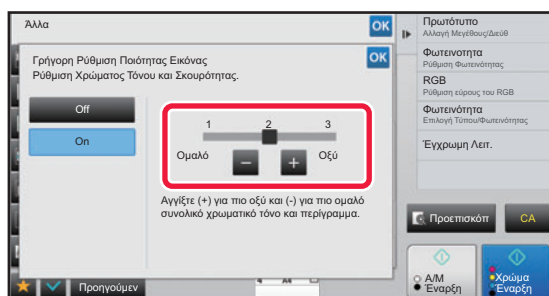 Άλλα
OK
Γρήγορη Ρύθμιση Ποιότητας Εικόνας
Ρύθμιση Χρώματος Τόνου και Σκουρότητας.
OK
Off
On
1 2 3
Ομαλό
Οξύ
Αγγίξτε (+) για πιο οξύ και (-) για πιο ομαλό
συνολικό χρωματικό τόνο και περίγραμμα.
Προηγούμεν
A4
Πρωτότυπο
Αλλαγή Μεγέθους/Διεύθ
Φωτεινοτητα
Ρύθμιση Φωτεινότητας
RGB
Ρύθμιση εύρους του RGB
Φωτεινότητα
Επιλογή Τύπου/Φωτεινότητας
Έγχρωμη Λειτ.
Προεπισκόπ
CA
Α/Μ
Έναρξη
Χρώμα
Έναρξη